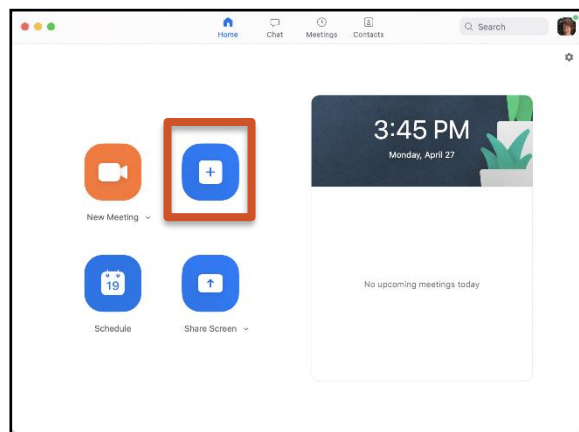 Home
Chat
Meetings
Contacts
Search
3:45 PM
Monday, April 27
New Meeting
19
Schedule
Share Screen
No upcoming meetings today